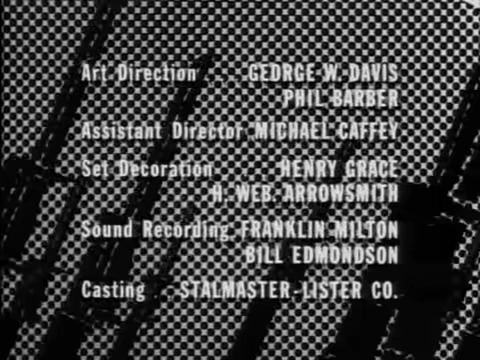 Art Direction . . GEORGE W. DAVIS
PHIL BARBER
Assistant Director MICHAEL CAFFEY
Set Decoration . . HENRY GRACE
H. WEB. ARROWSMITH
Sound Recording. FRANKLIN MILTON
BILL EDMONDSON
Casting . . STALMASTER-LISTER CO.